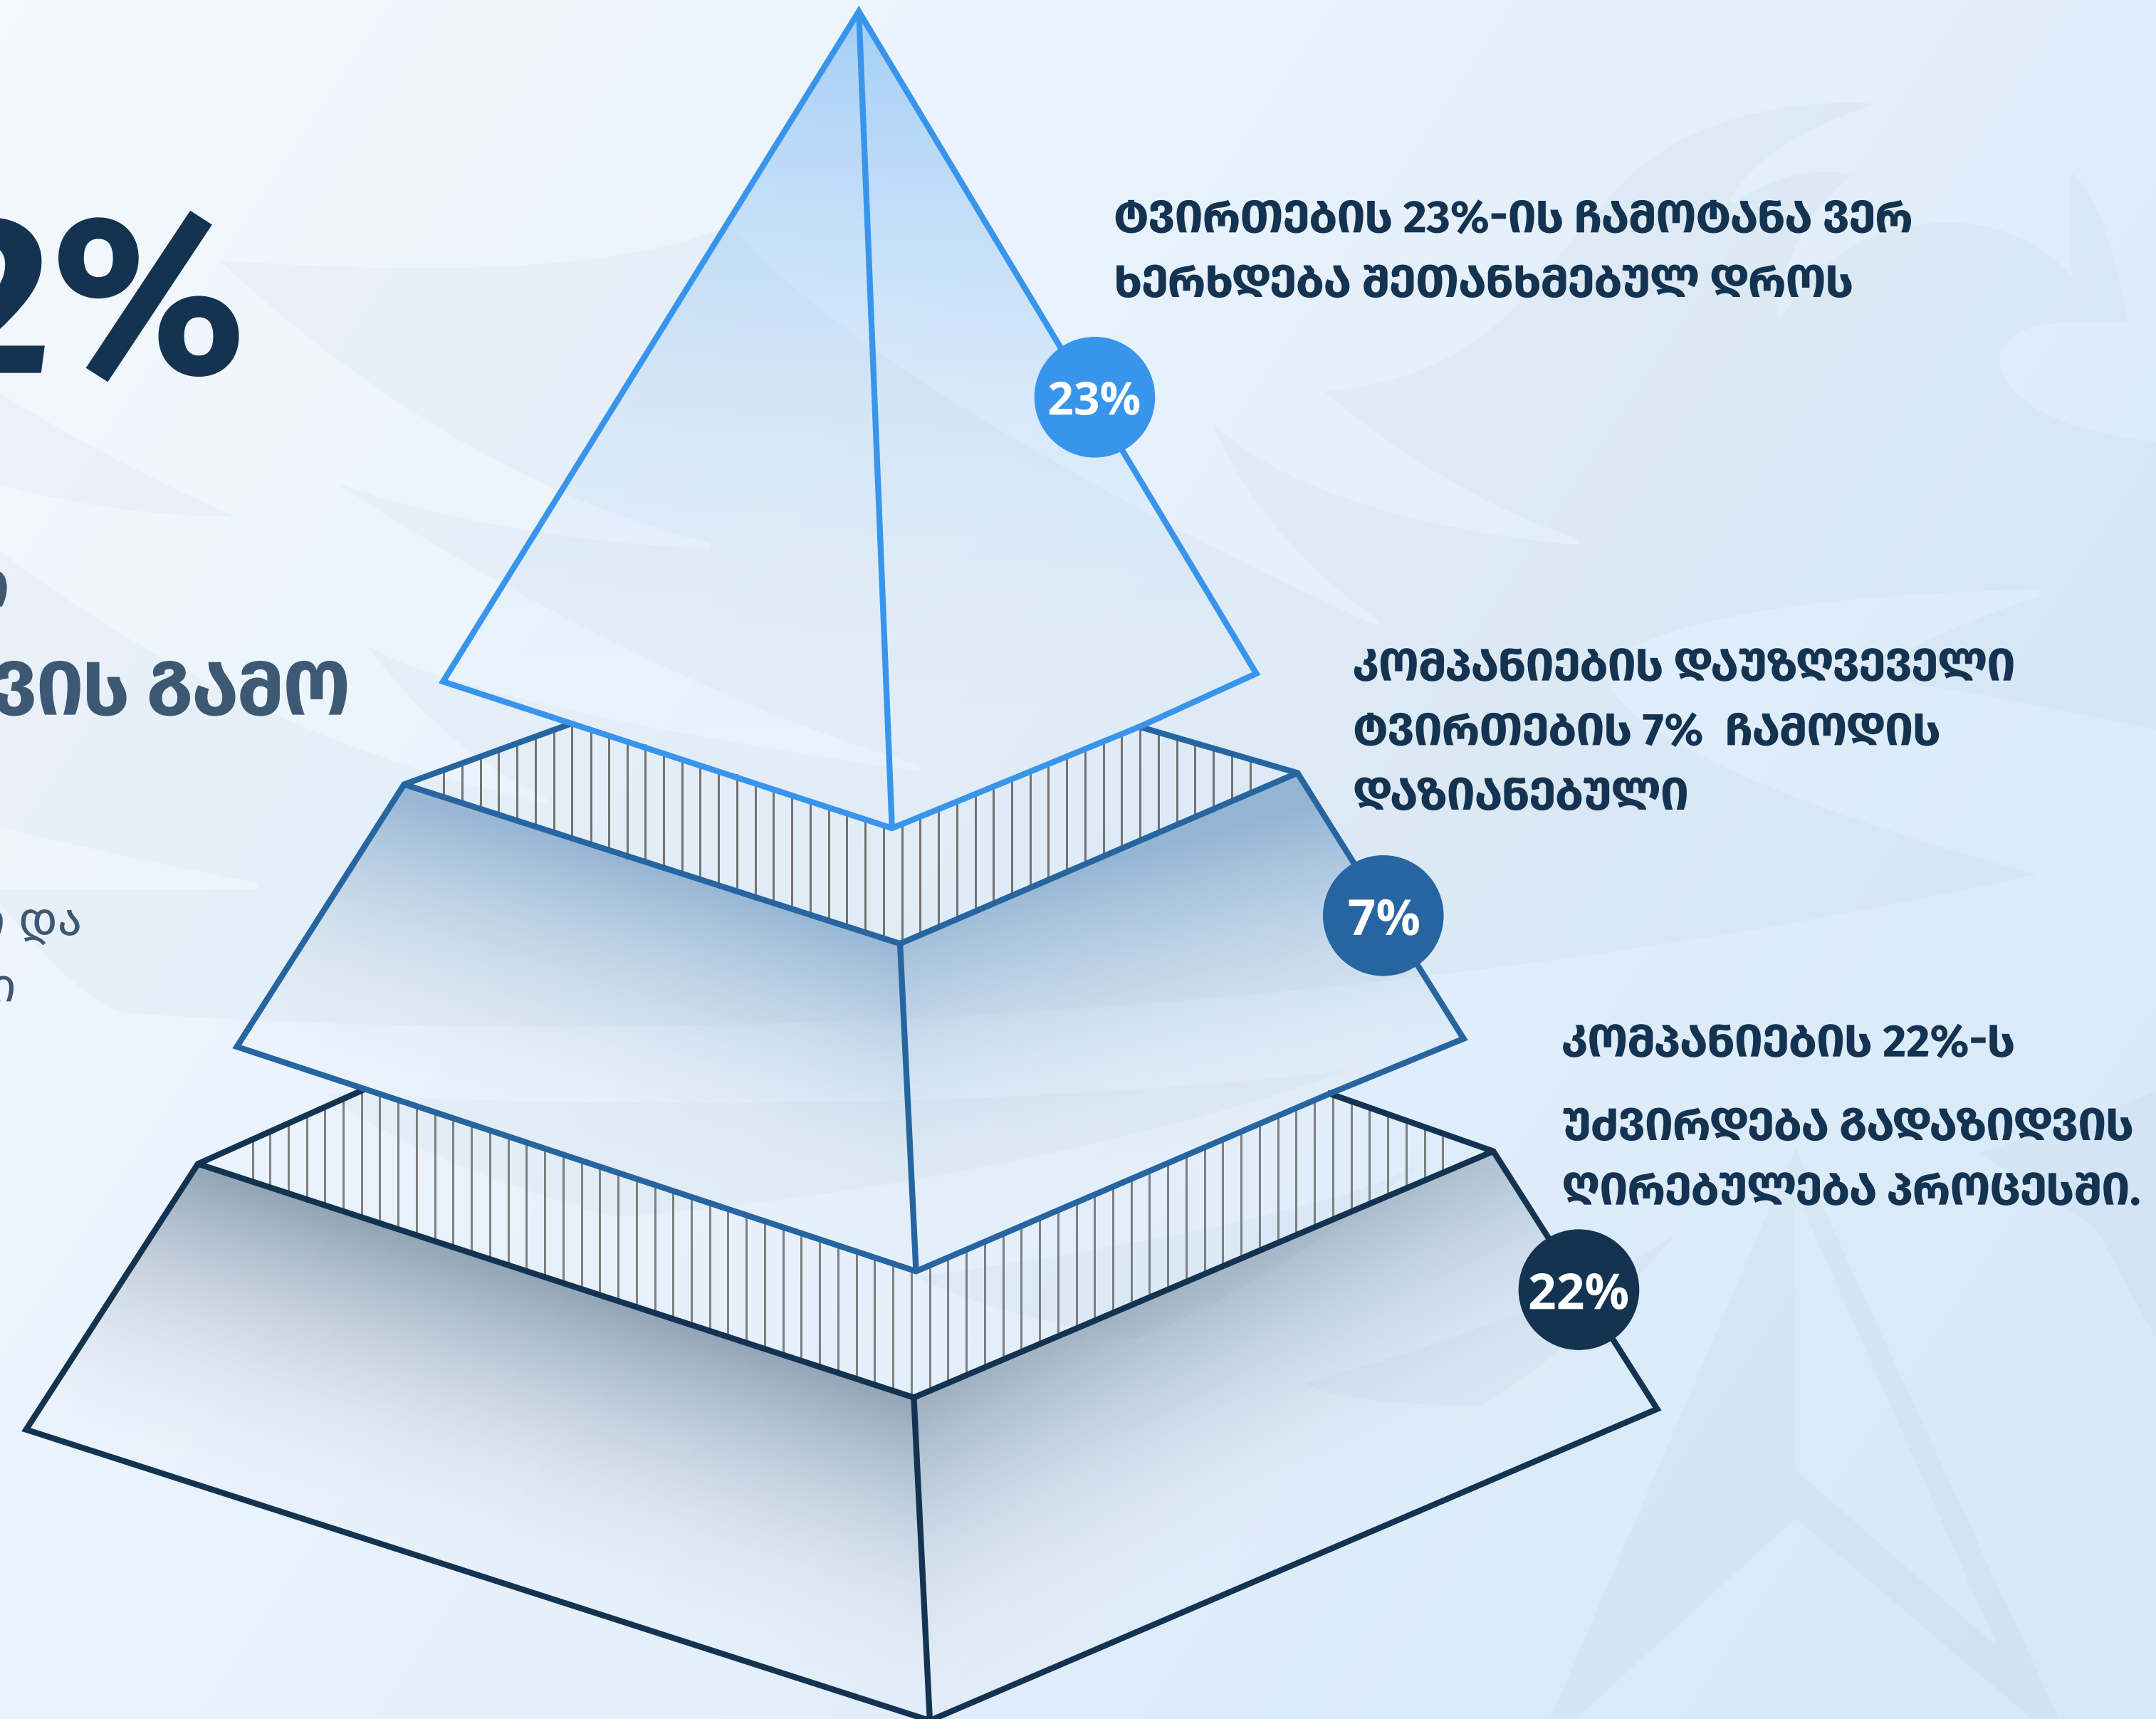 2%
ვის გამო
და
ტვირთების 23%-ის ჩამოტანა ვერ
ხერხდება შეთანხმებულ დროს
23%
კომპანიების დაუზღვეველი
ტვირთების 7% ჩამოდის
დაზიანებული
7%
კომპანიების 22%-ს
უძვირდება გადაზიდვის
ღირებულება პროცესში.
22%